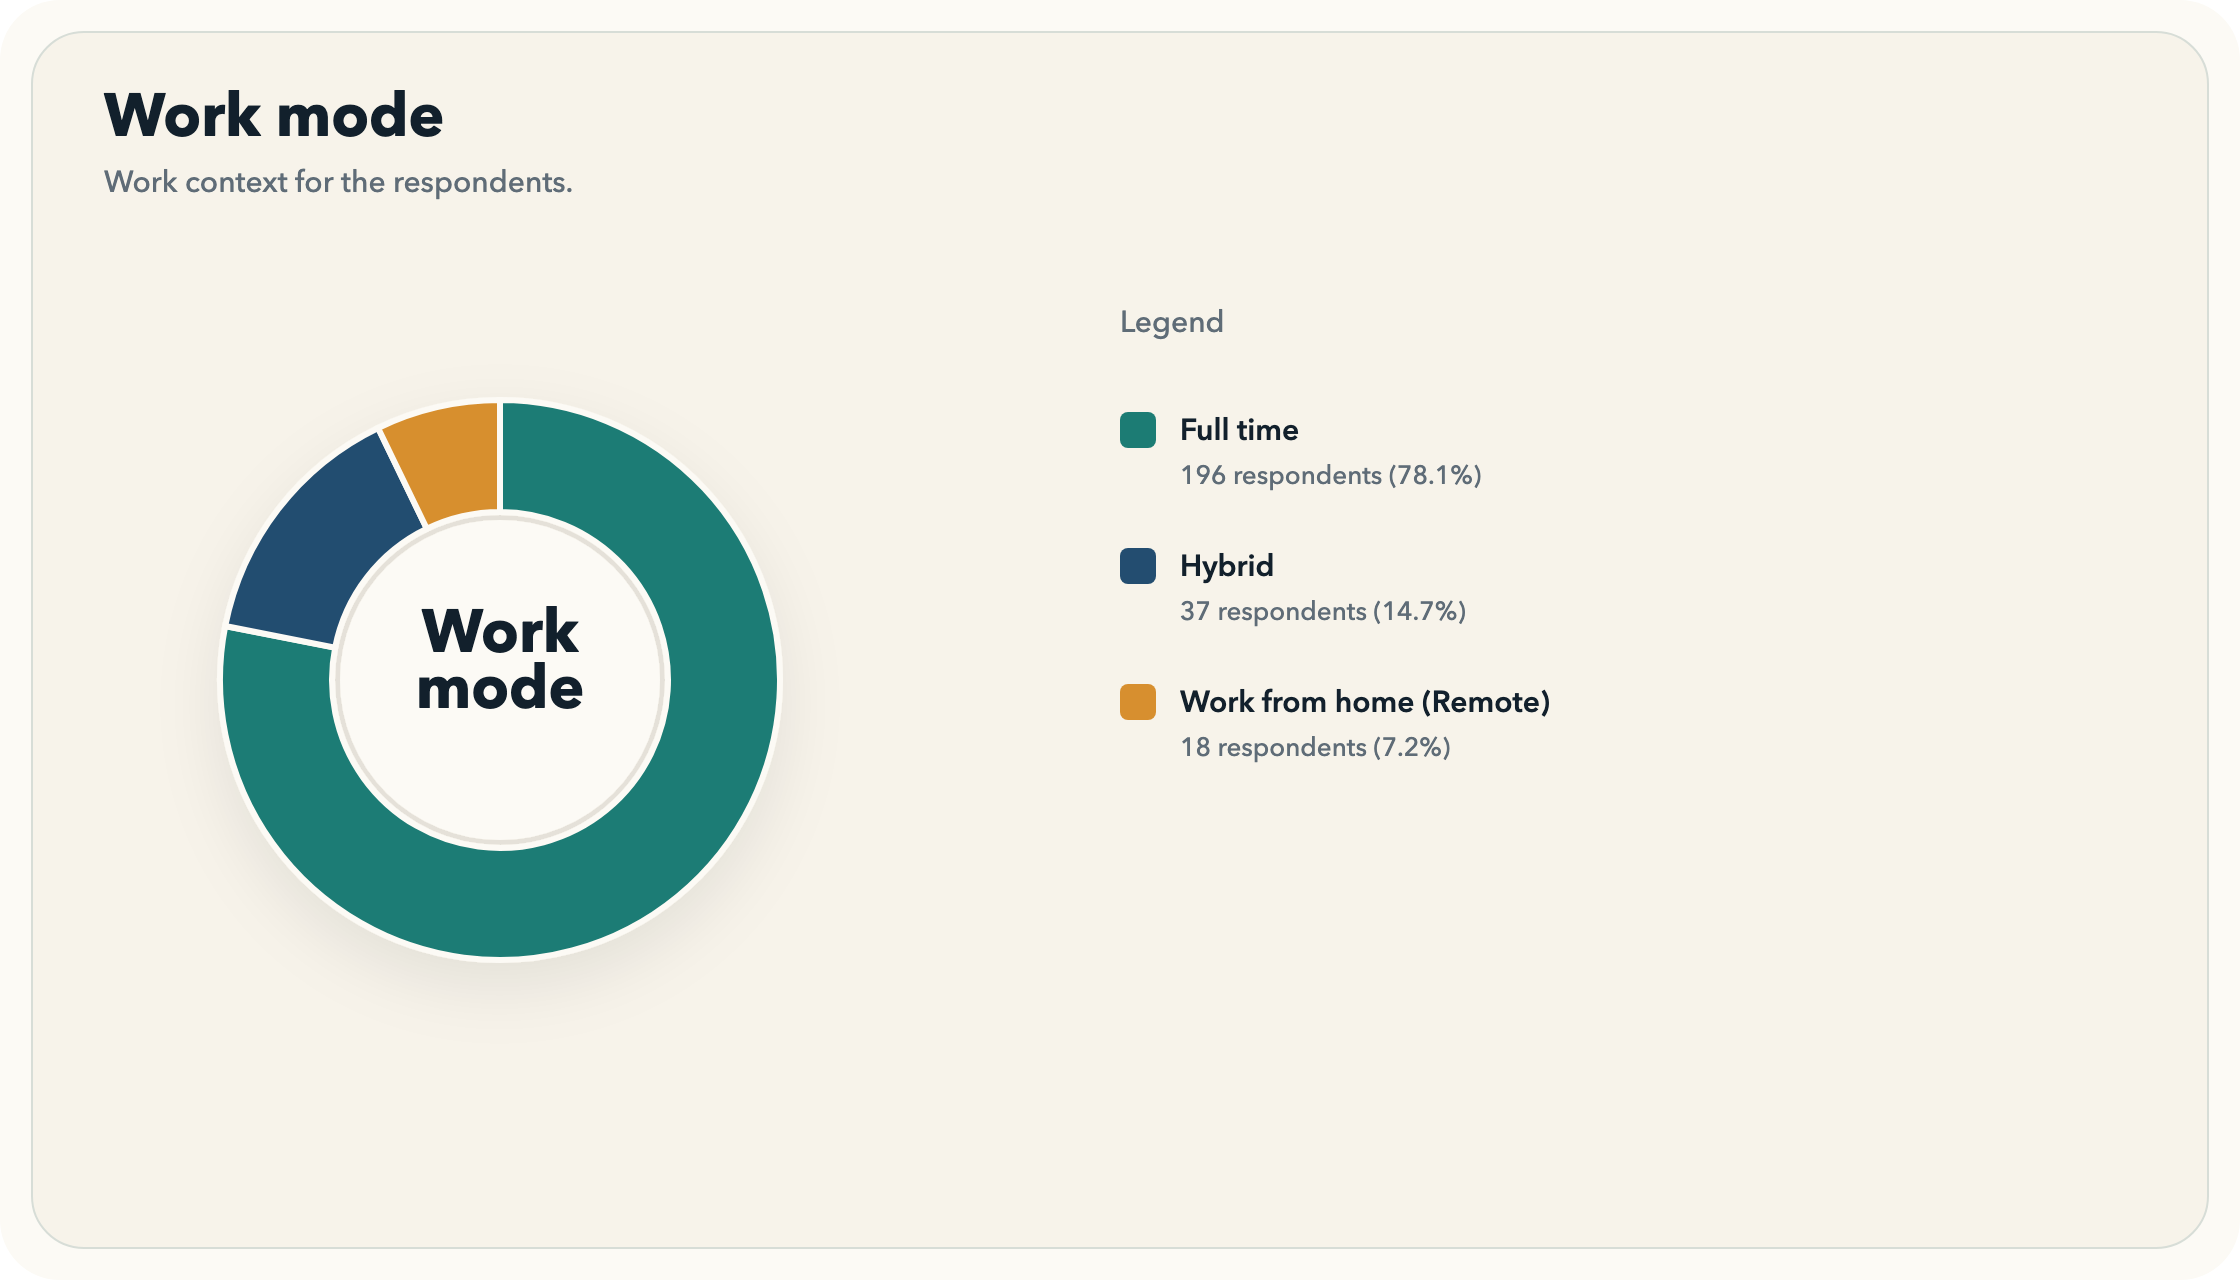 Work mode
Work context for the respondents.
Work
mode
Legend
Full time
196 respondents (78.1%)
Hybrid
37 respondents (14.7%)
Work from home (Remote)
18 respondents (7.2%)